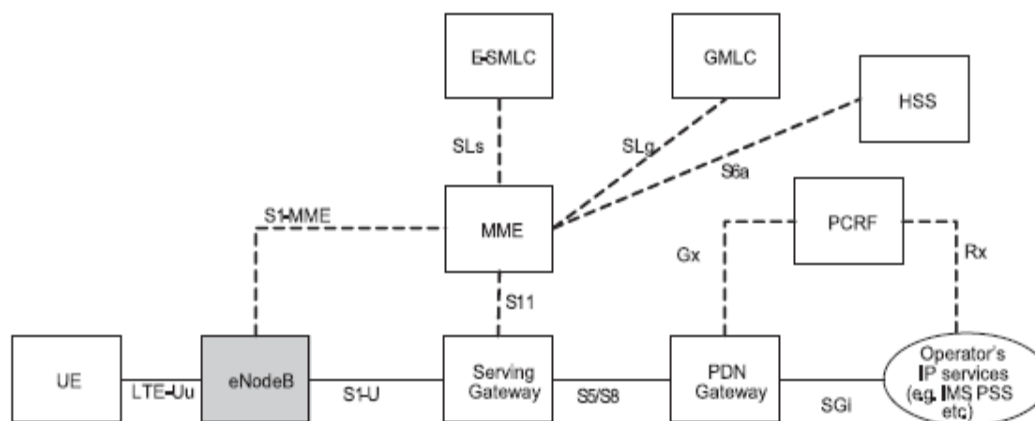 E-SMLC
GMLC
HSS
SLs
SLg
S6a
S1-MME
MME
PCRF
Gx
Rx
S11
UE
eNodeB
Serving
Gateway
PDN
Gateway
Operator's
IP services
(e.g. IMS, PSS
etc.)
LTE-Uu
S1-U
S5/S8
SGi